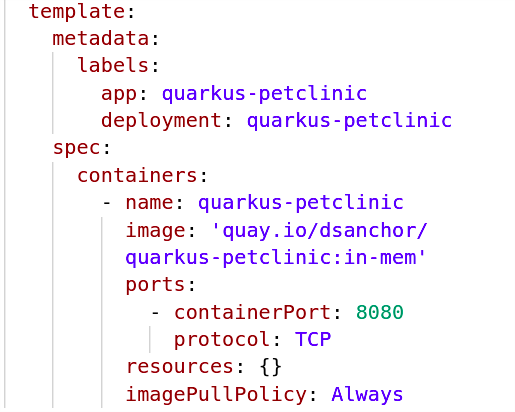 template:
  metadata:
    labels:
      app: quarkus-petclinic
      deployment: quarkus-petclinic
  spec:
    containers:
      - name: quarkus-petclinic
        image: 'quay.io/dsanchor/
        quarkus-petclinic:in-mem'
        ports:
          - containerPort: 8080
            protocol: TCP
        resources: {}
        imagePullPolicy: Always